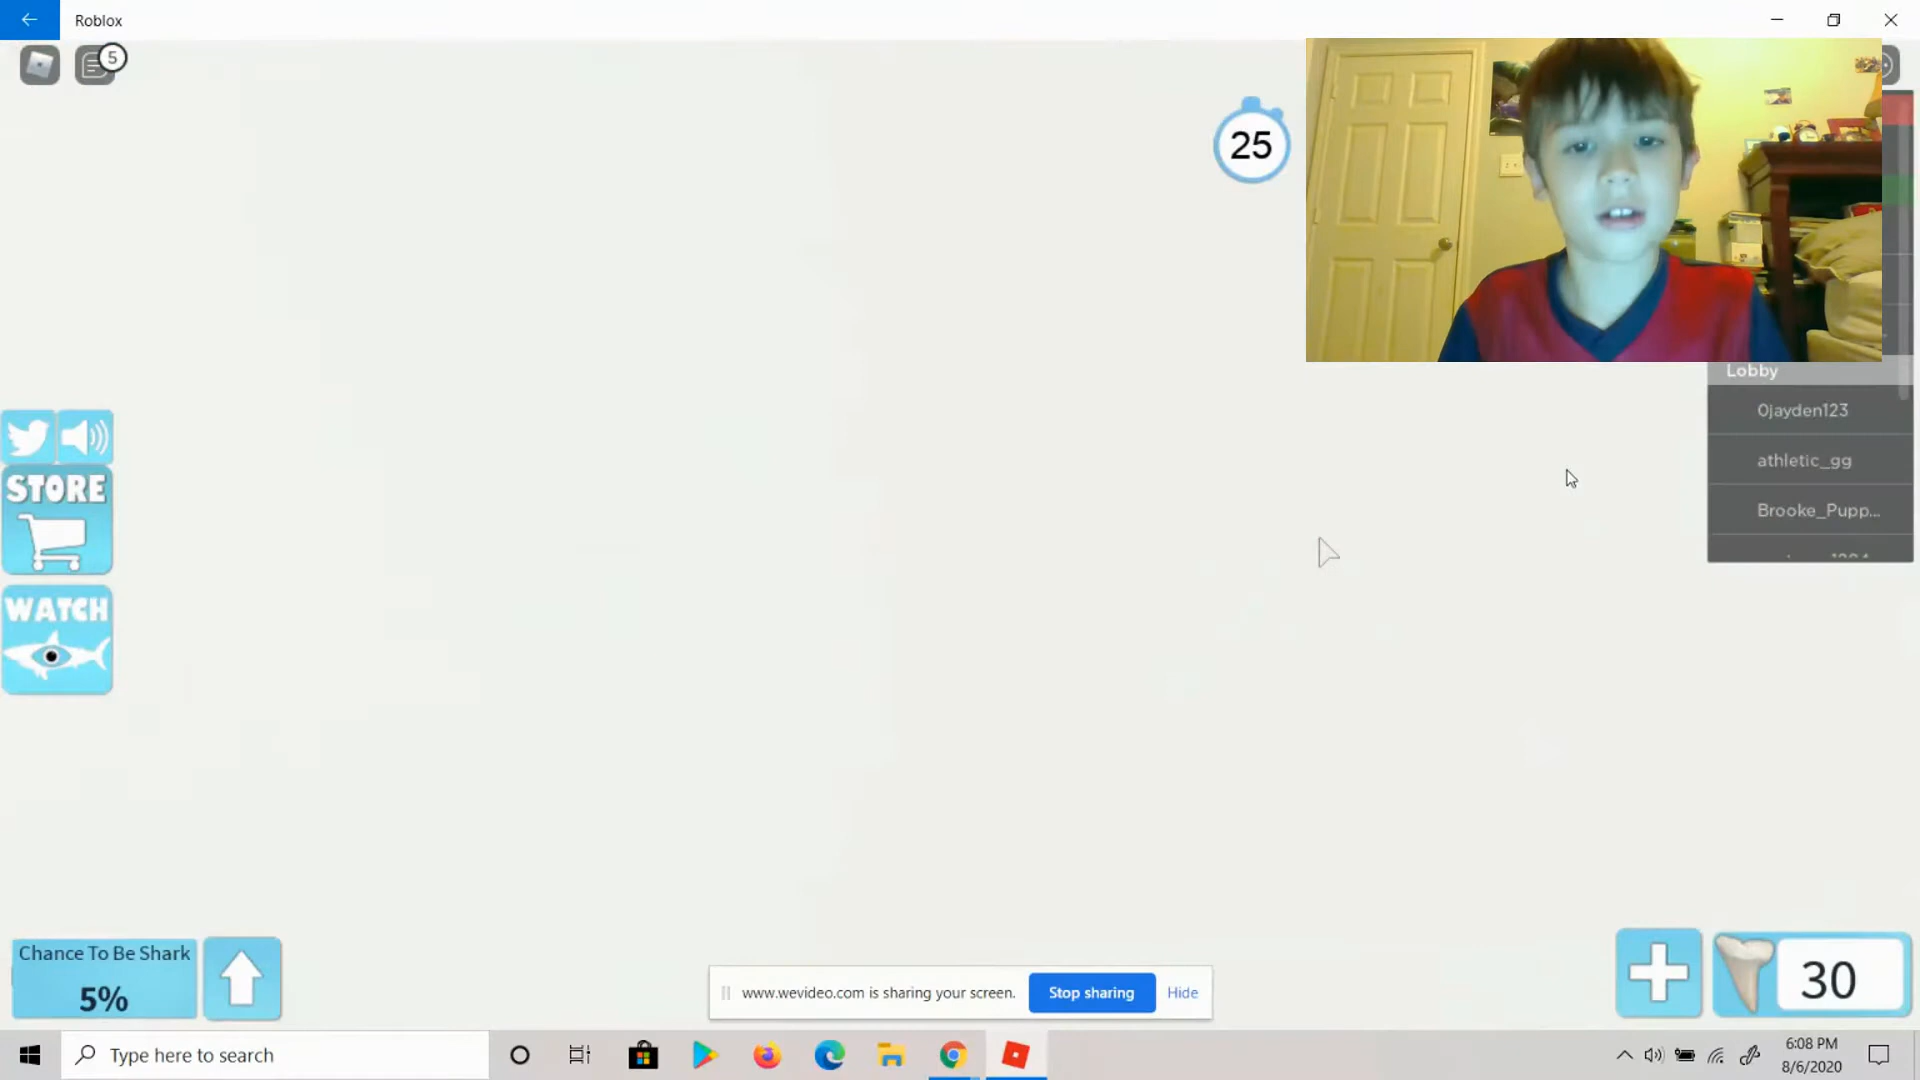 Roblox
5
25
Lobby
0jayden123
athletic_gg
Brooke_Pupp...
STORE
WATCH
Chance To Be Shark
5%
www.wevideo.com is sharing your screen.
Stop sharing
Hide
30
Type here to search
6:08 PM
8/6/2020